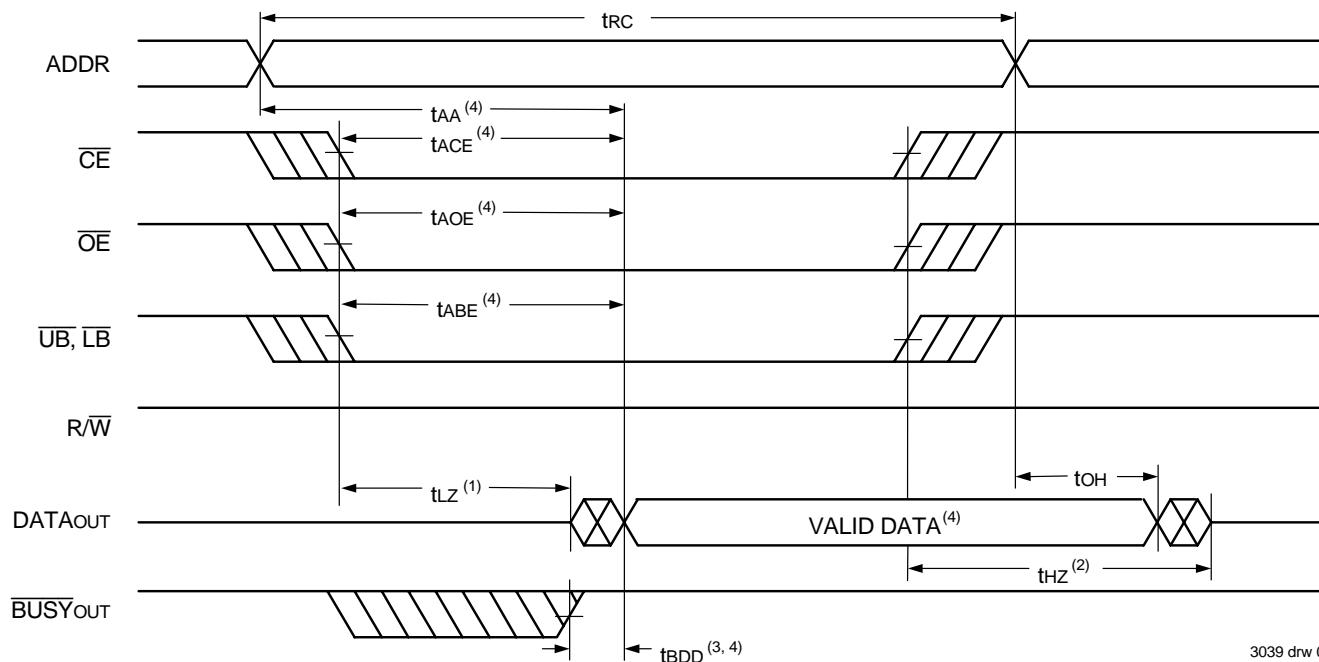 tRC
ADDR
tAA (4)
CE
tACE (4)
OE
tAOE (4)
UB, LB
tABE (4)
R/W
tLZ (1)
tOH
DATAOUT
VALID DATA(4)
tHZ (2)
BUSYOUT
tBDD (3, 4)
3039 drw